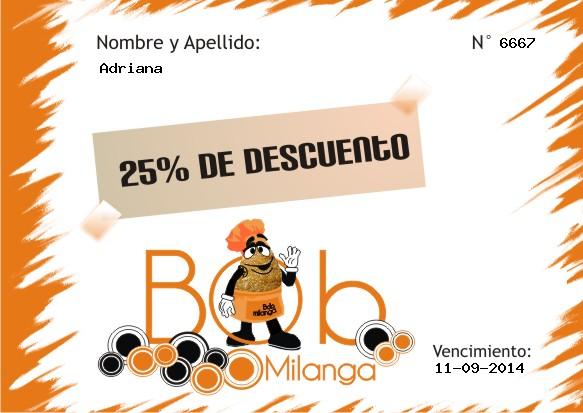 Nombre y Apellido:
N° 6667
Adriana
25% DE DESCUENTO
Bob
Bob
milanga
Milanga
Vencimiento:
11-09-2014